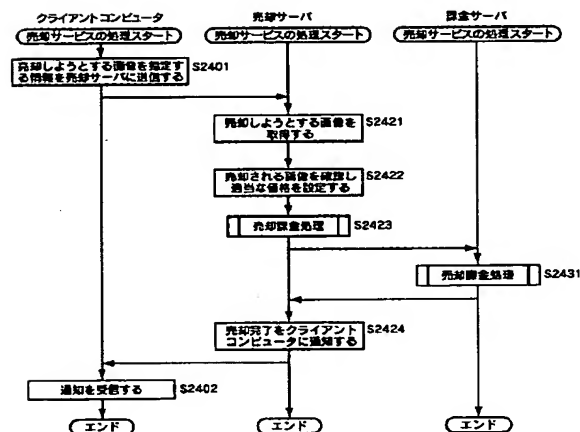 クライアントコンピュータ
売却サーバ
課金サーバ
売却サービスの処理スタート
売却サービスの処理スタート
売却サービスの処理スタート
売却しようとする画像を指定す
る情報を売却サーバに送信する
S2401
売却しようとする画像を
取得する
S2421
売却される画像を確認し
適当な価格を設定する
S2422
売却課金処理
S2423
売却課金処理
S2431
売却完了をクライアント
コンピュータに通知する
S2424
通知を受信する
S2402
エンド
エンド
エンド